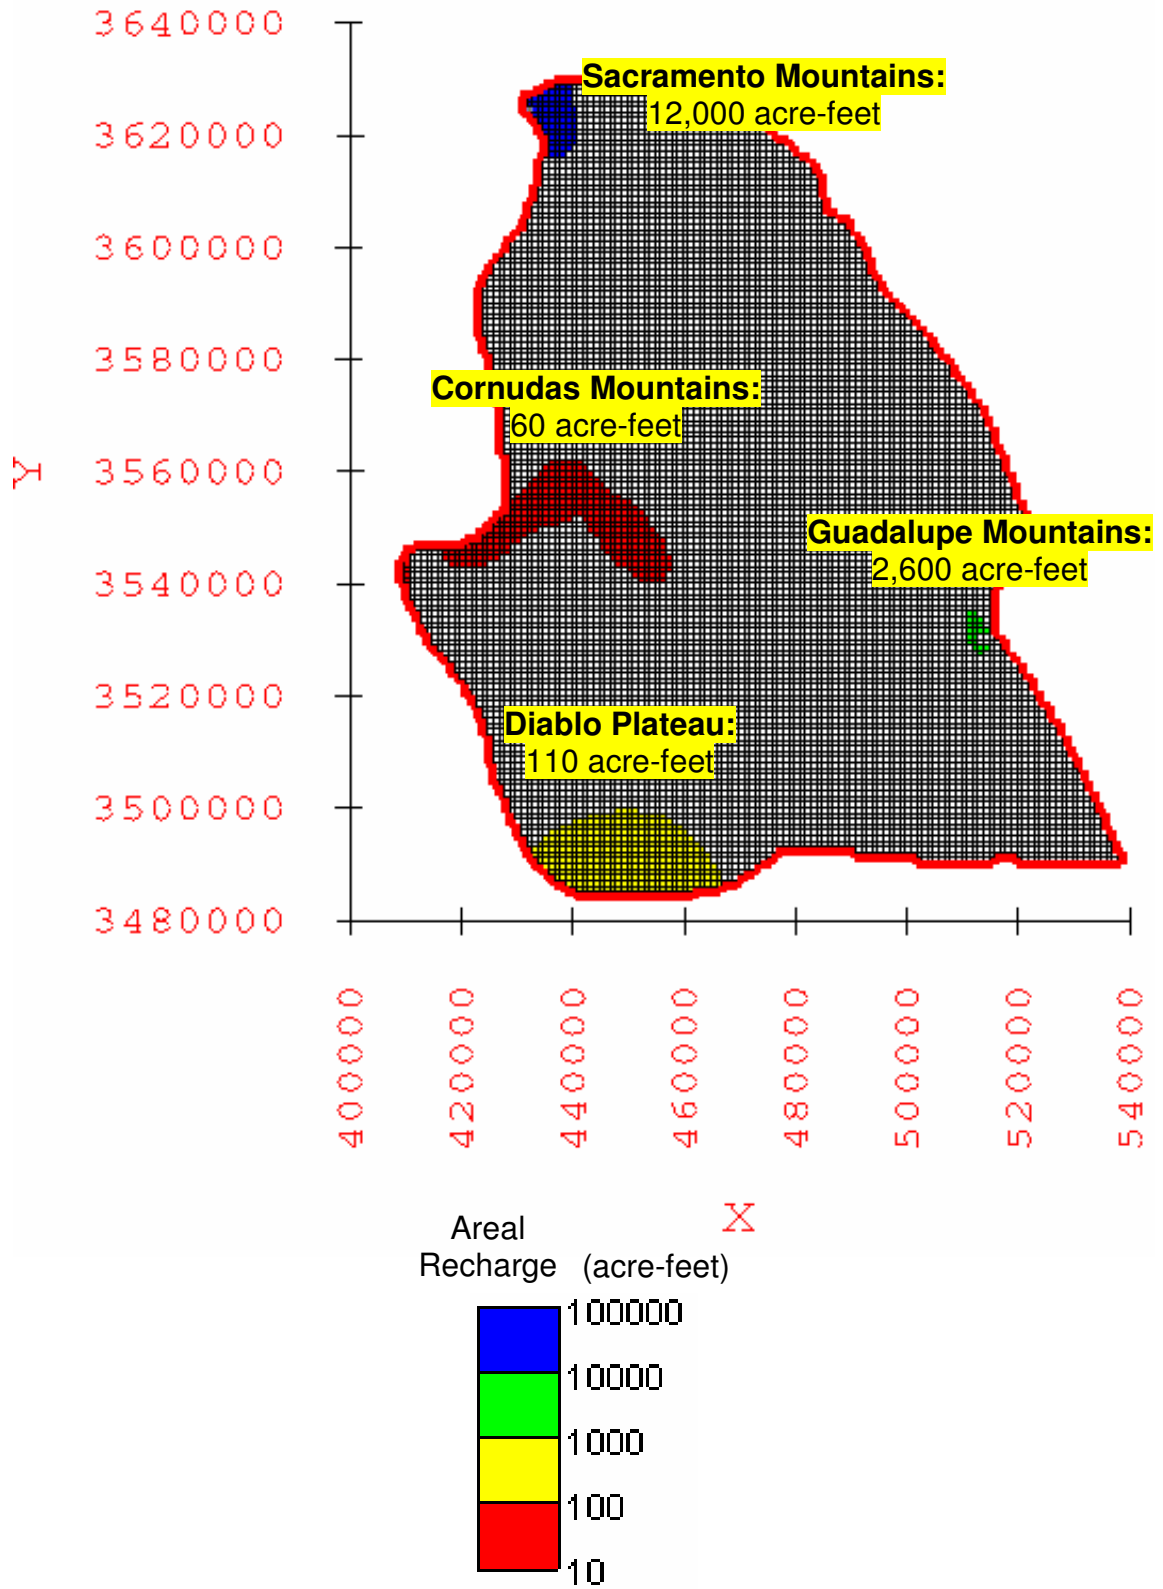 3640000
Sacramento Mountains:
12,000 acre-feet
3620000
3600000
3580000
Cornudas Mountains:
60 acre-feet
Y
3560000
Guadalupe Mountains:
2,600 acre-feet
3540000
3520000
Diablo Plateau:
110 acre-feet
3500000
3480000
400000
420000
440000
460000
480000
500000
520000
540000
X
Areal
Recharge (acre-feet)
100000
10000
1000
100
10